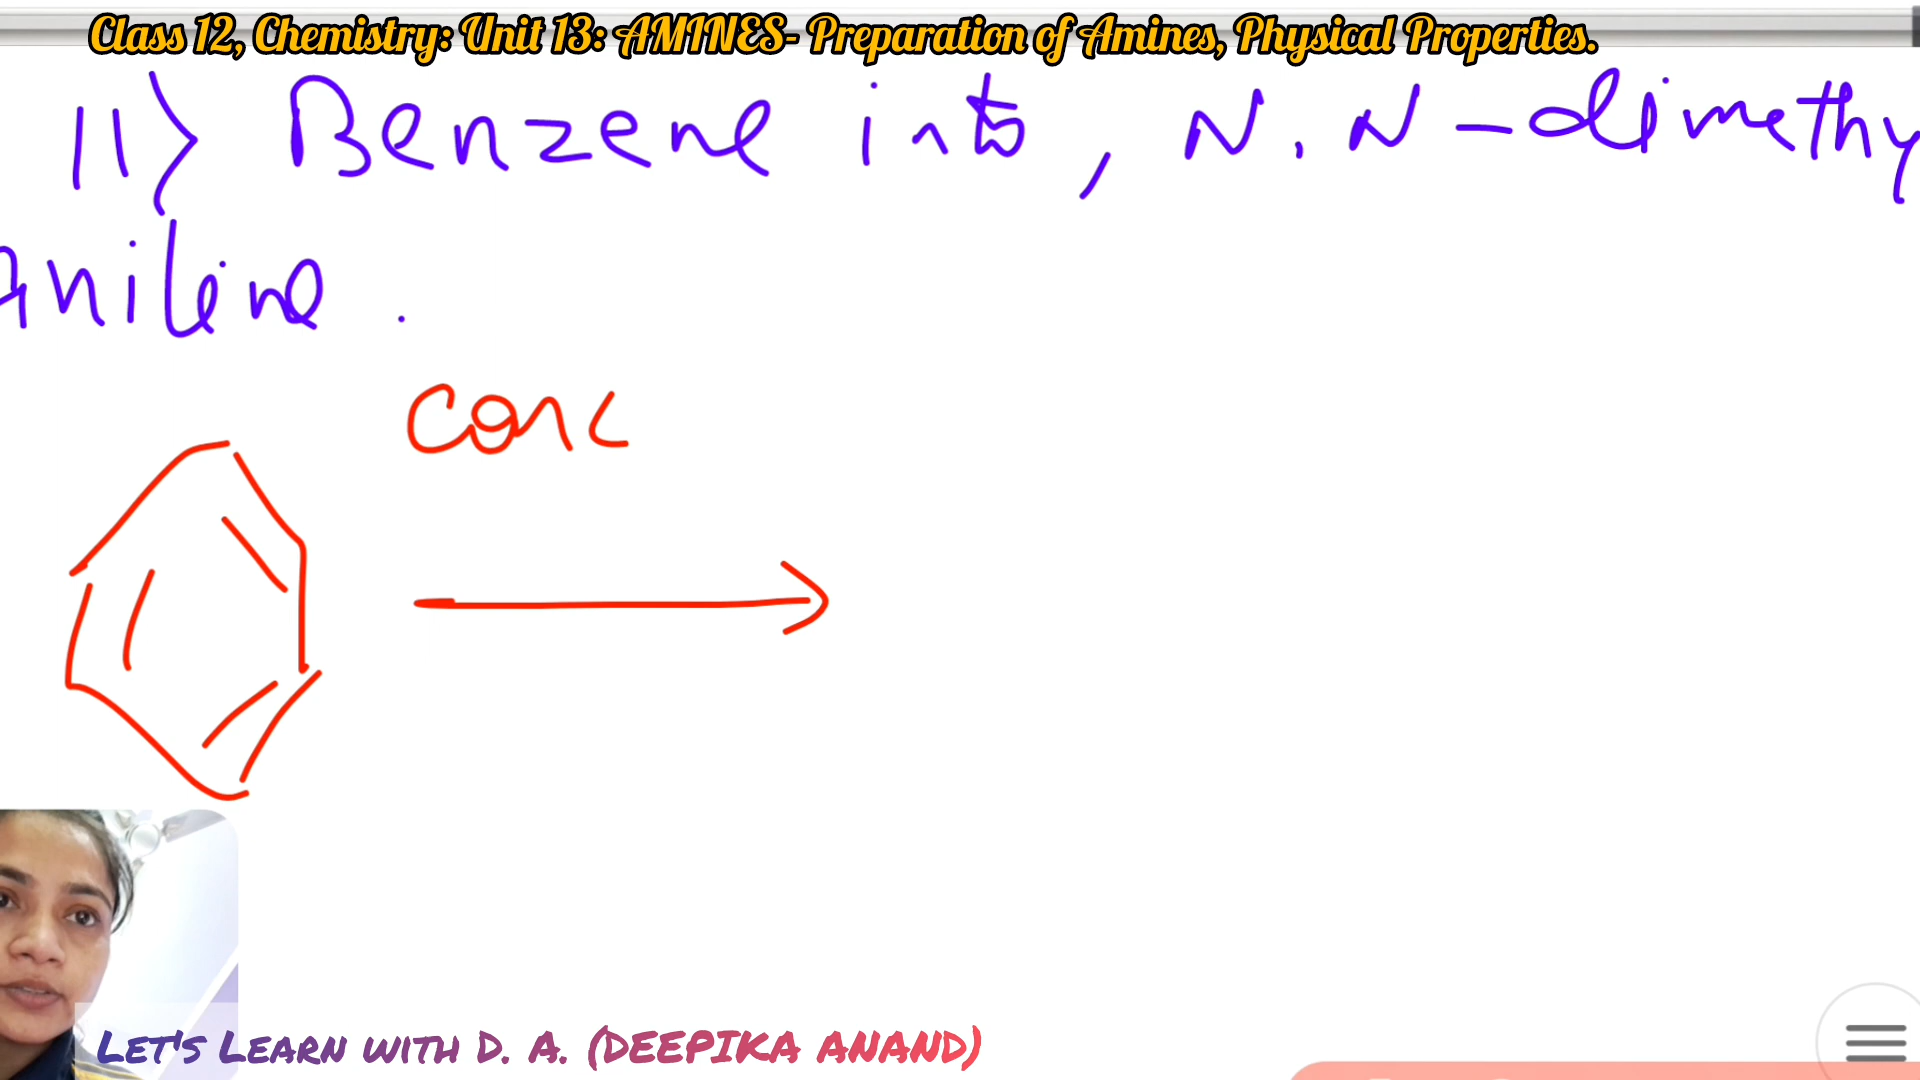 Class 12, Chemistry: Unit 13: AMINES- Preparation of Amines, Physical Properties.
11) Benzene into, N.N-dimethy
Aniline.
conc
LET'S LEARN WITH D. A. (DEEPIKA ANAND)